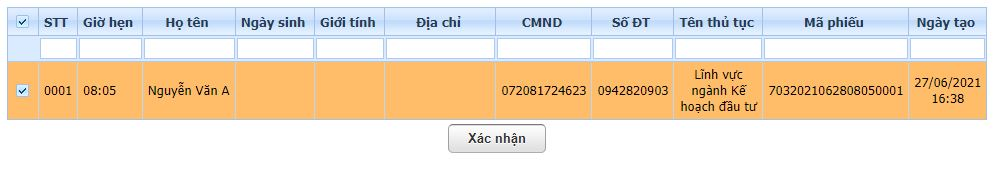 STT Giờ hẹn Họ tên Ngày sinh Giới tính Địa chỉ CMND Số ĐT Tên thủ tục Mã phiếu Ngày tạo
0001 08:05 Nguyễn Văn A 072081724623 0942820903 Lĩnh vực ngành Kế hoạch đầu tư 7032021062808050001 27/06/2021 16:38
Xác nhận